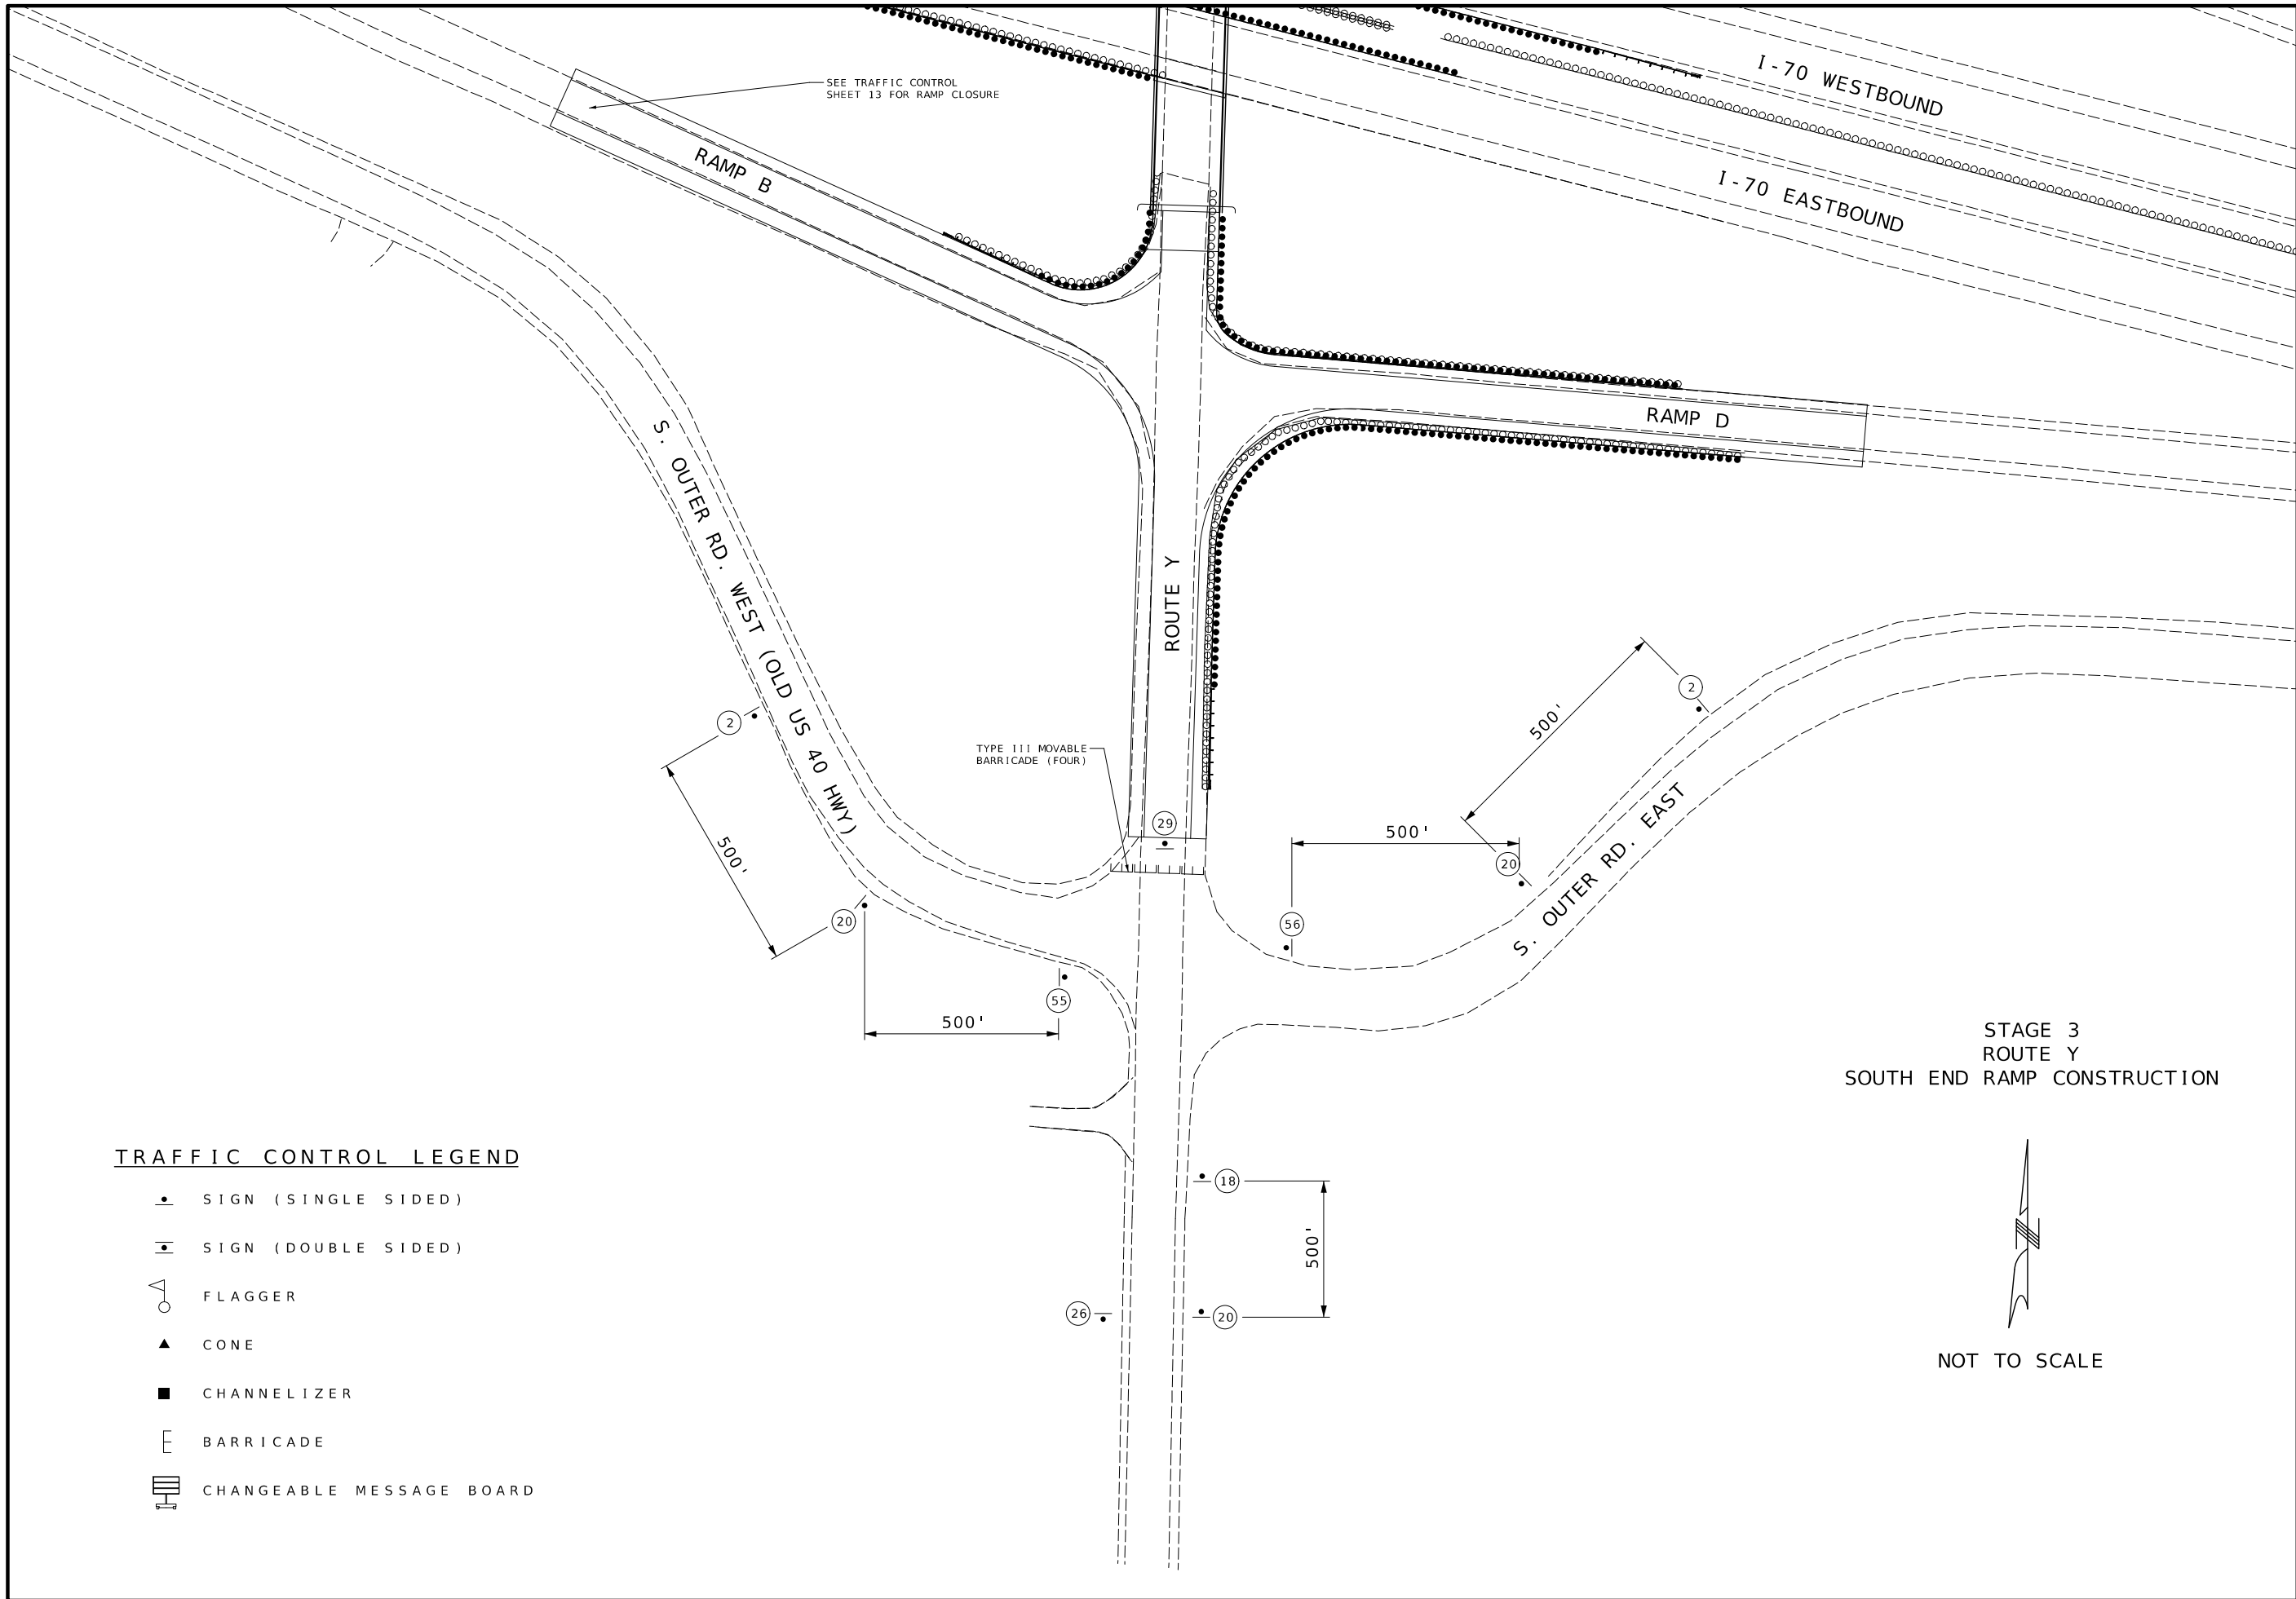 I-70 WESTBOUND
SEE TRAFFIC CONTROL
SHEET 13 FOR RAMP CLOSURE
RAMP B
I-70 EASTBOUND
RAMP D
S. OUTER RD. WEST (OLD US 40 HWY)
ROUTE Y
2
500'
2
TYPE III MOVABLE
BARRICADE (FOUR)
29
500'
500'
20
S. OUTER RD. EAST
20
56
55
500'
STAGE 3
ROUTE Y
SOUTH END RAMP CONSTRUCTION
18
500'
26
20
N
NOT TO SCALE
TRAFFIC CONTROL LEGEND
SIGN (SINGLE SIDED)
SIGN (DOUBLE SIDED)
FLAGGER
CONE
CHANNELIZER
BARRICADE
CHANGEABLE MESSAGE BOARD